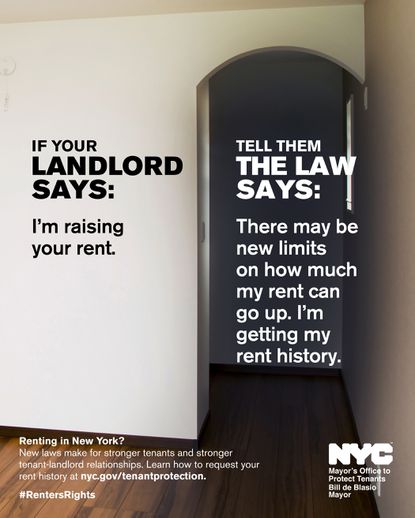 IF YOUR
LANDLORD
SAYS:
I'm raising
your rent.
TELL THEM
THE LAW
SAYS:
There may be
new limits
on how much
my rent can
go up. I'm
getting my
rent history.
Renting in New York?
New laws make for stronger tenants and stronger
tenant-landlord relationships. Learn how to request your
rent history at nyc.gov/tenantprotection.
#RentersRights
NYC
Mayor's Office to
Protect Tenants
Bill de Blasio
Mayor